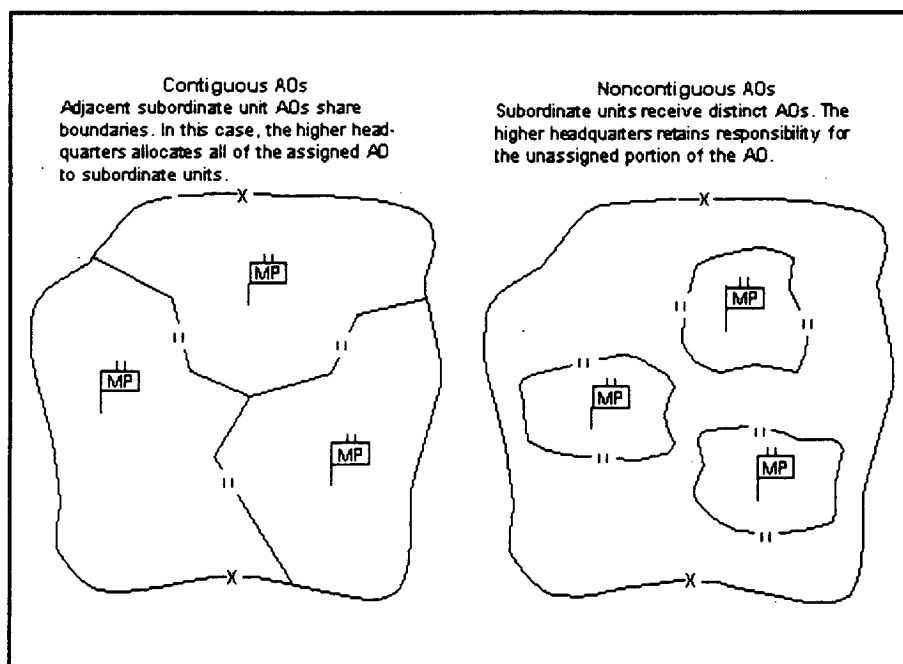 Contiguous AOs
Adjacent subordinate unit AOs share
boundaries. In this case, the higher head-
quarters allocates all of the assigned AO
to subordinate units.
X
MP
II
II
MP
MP
II
X
Noncontiguous AOs
Subordinate units receive distinct AOs. The
higher headquarters retains responsibility for
the unassigned portion of the AO.
X
MP
II
II
II
MP
II
II
MP
II
X